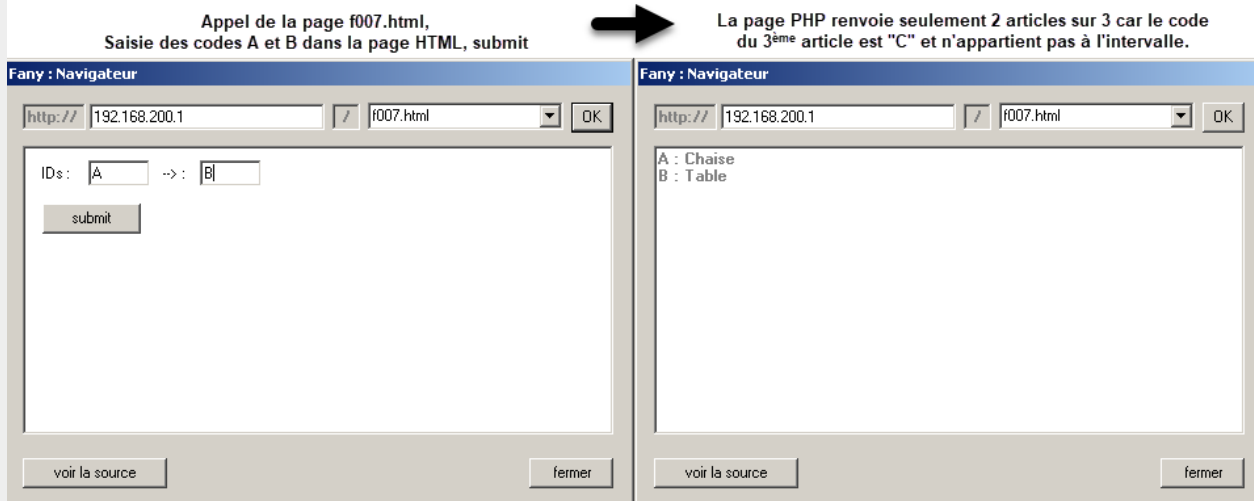 Appel de la page f007.html,
Saisie des codes A et B dans la page HTML, submit
La page PHP renvoie seulement 2 articles sur 3 car le code
du 3ème article est "C" et n'appartient pas à l'intervalle.
Fany : Navigateur
http:// 192.168.200.1 / f007.html OK
IDs : A --> : B
submit
voir la source fermer
Fany : Navigateur
http:// 192.168.200.1 / f007.html OK
A : Chaise
B : Table
voir la source fermer